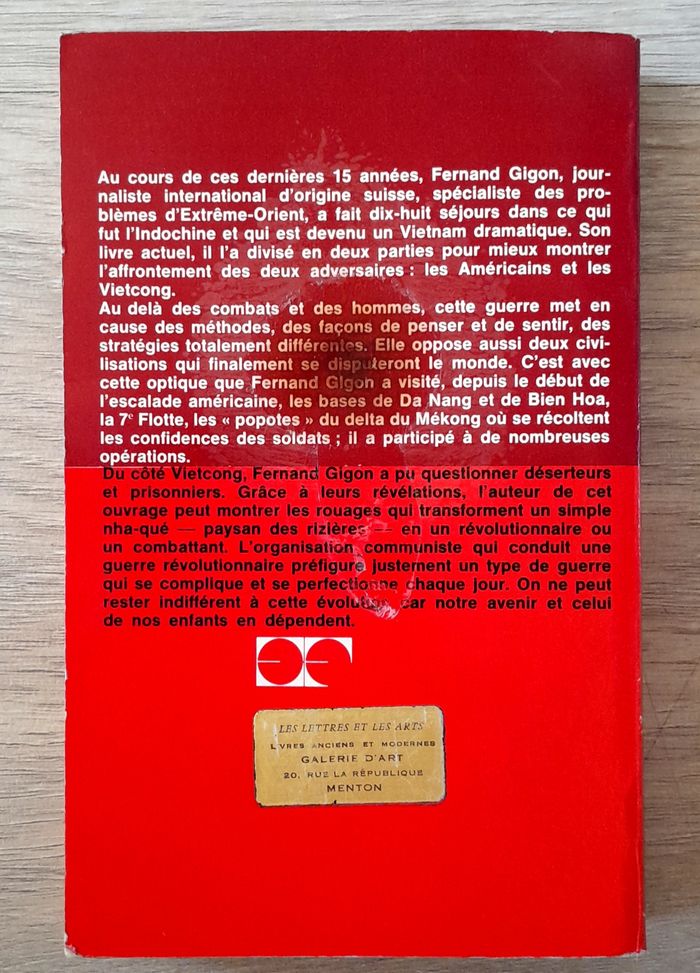 Au cours de ces dernières 15 années, Fernand Gigon, jour-
naliste international d'origine suisse, spécialiste des pro-
blèmes d'Extrême-Orient, a fait dix-huit séjours dans ce qui
fut l'Indochine et qui est devenu un Vietnam dramatique. Son
livre actuel, il l'a divisé en deux parties pour mieux montrer
l'affrontement des deux adversaires : les Américains et les
Vietcong.
Au delà des combats et des hommes, cette guerre met en
cause des méthodes, des façons de penser et de sentir, des
stratégies totalement différentes. Elle oppose aussi deux civi-
lisations qui finalement se disputeront le monde. C'est avec
cette optique que Fernand Gigon a visité, depuis le début de
l'escalade américaine, les bases de Da Nang et de Bien Hoa,
la 7e Flotte, les « popotes » du delta du Mékong où se récoltent
les confidences des soldats ; il a participé à de nombreuses
opérations.
Du côté Vietcong, Fernand Gigon a pu questionner déserteurs
et prisonniers. Grâce à leurs révélations, l'auteur de cet
ouvrage peut montrer les rouages qui transforment un simple
nha-qué — paysan des rizières — en un révolutionnaire ou
un combattant. L'organisation communiste qui conduit une
guerre révolutionnaire préfigure justement un type de guerre
qui se complique et se perfectionne chaque jour. On ne peut
rester indifférent à cette évolution car notre avenir et celui
de nos enfants en dépendent.
LES LETTRES ET LES ARTS
LIVRES ANCIENS ET MODERNES
GALERIE D'ART
20, RUE LA RÉPUBLIQUE
MENTON